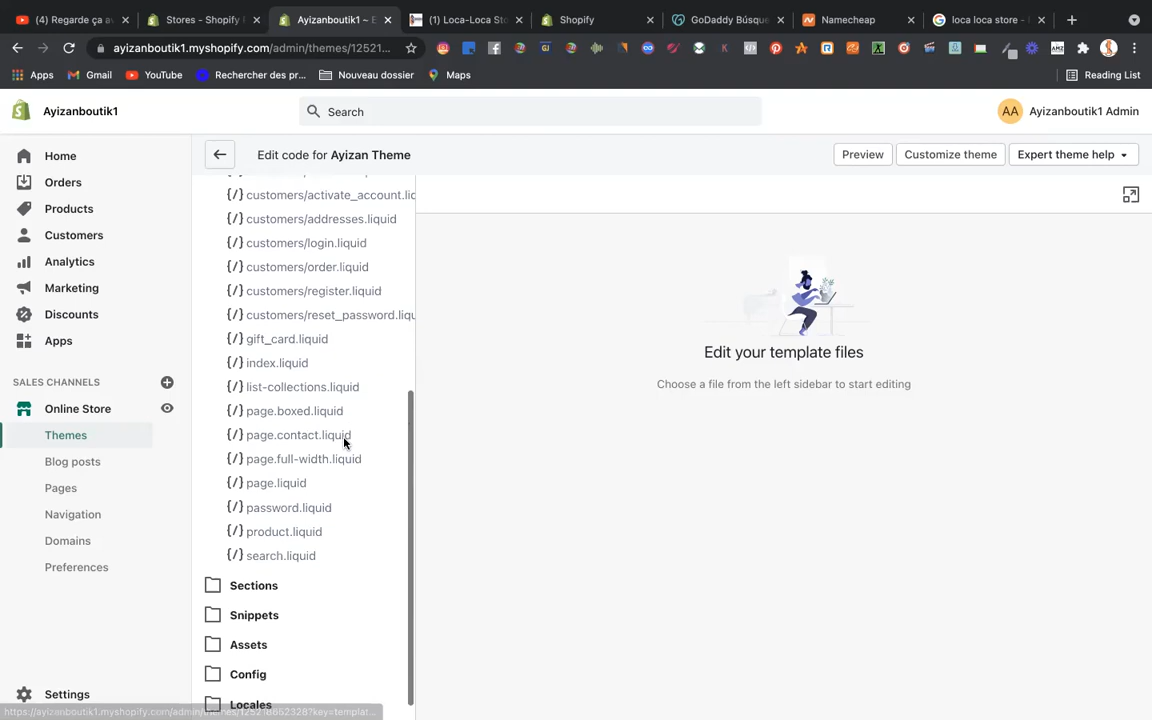 (4) Regarde ça av
Stores - Shopify
Ayizanboutik1 ~ E
(1) Loca-Loca Sto
Shopify
GoDaddy Búsque
Namecheap
loca loca store -
ayizanboutik1.myshopify.com/admin/themes/12521...
Apps
Gmail
YouTube
Rechercher des pr...
Nouveau dossier
Maps
Reading List
Ayizanboutik1
Search
AA
Ayizanboutik1 Admin
Home
Orders
Products
Customers
Analytics
Marketing
Discounts
Apps
SALES CHANNELS
Online Store
Themes
Blog posts
Pages
Navigation
Domains
Preferences
Settings
Edit code for Ayizan Theme
Preview
Customize theme
Expert theme help
{/} customers/activate_account.lic
{/} customers/addresses.liquid
{/} customers/login.liquid
{/} customers/order.liquid
{/} customers/register.liquid
{/} customers/reset_password.liqu
{/} gift_card.liquid
{/} index.liquid
{/} list-collections.liquid
{/} page.boxed.liquid
{/} page.contact.liquid
{/} page.full-width.liquid
{/} page.liquid
{/} password.liquid
{/} product.liquid
{/} search.liquid
Sections
Snippets
Assets
Config
Locales
Edit your template files
Choose a file from the left sidebar to start editing